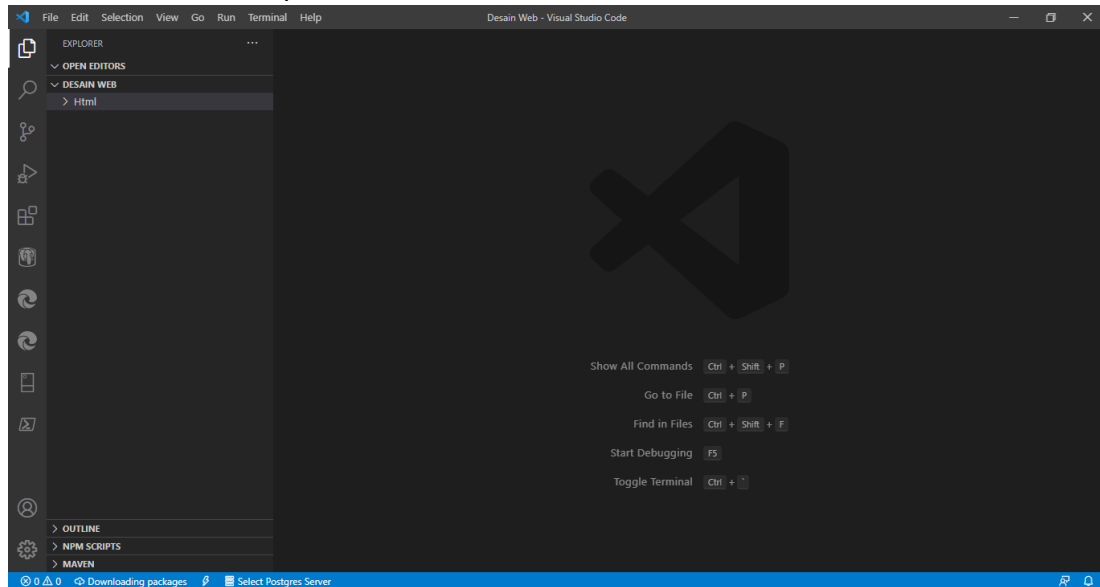 File Edit Selection View Go Run Terminal Help
Desain Web - Visual Studio Code
EXPLORER
OPEN EDITORS
DESAIN WEB
Html
Show All Commands Ctrl + Shift + P
Go to File Ctrl + P
Find in Files Ctrl + Shift + F
Start Debugging F5
Toggle Terminal Ctrl + `
OUTLINE
NPM SCRIPTS
MAVEN
0 0 Downloading packages Select Postgres Server